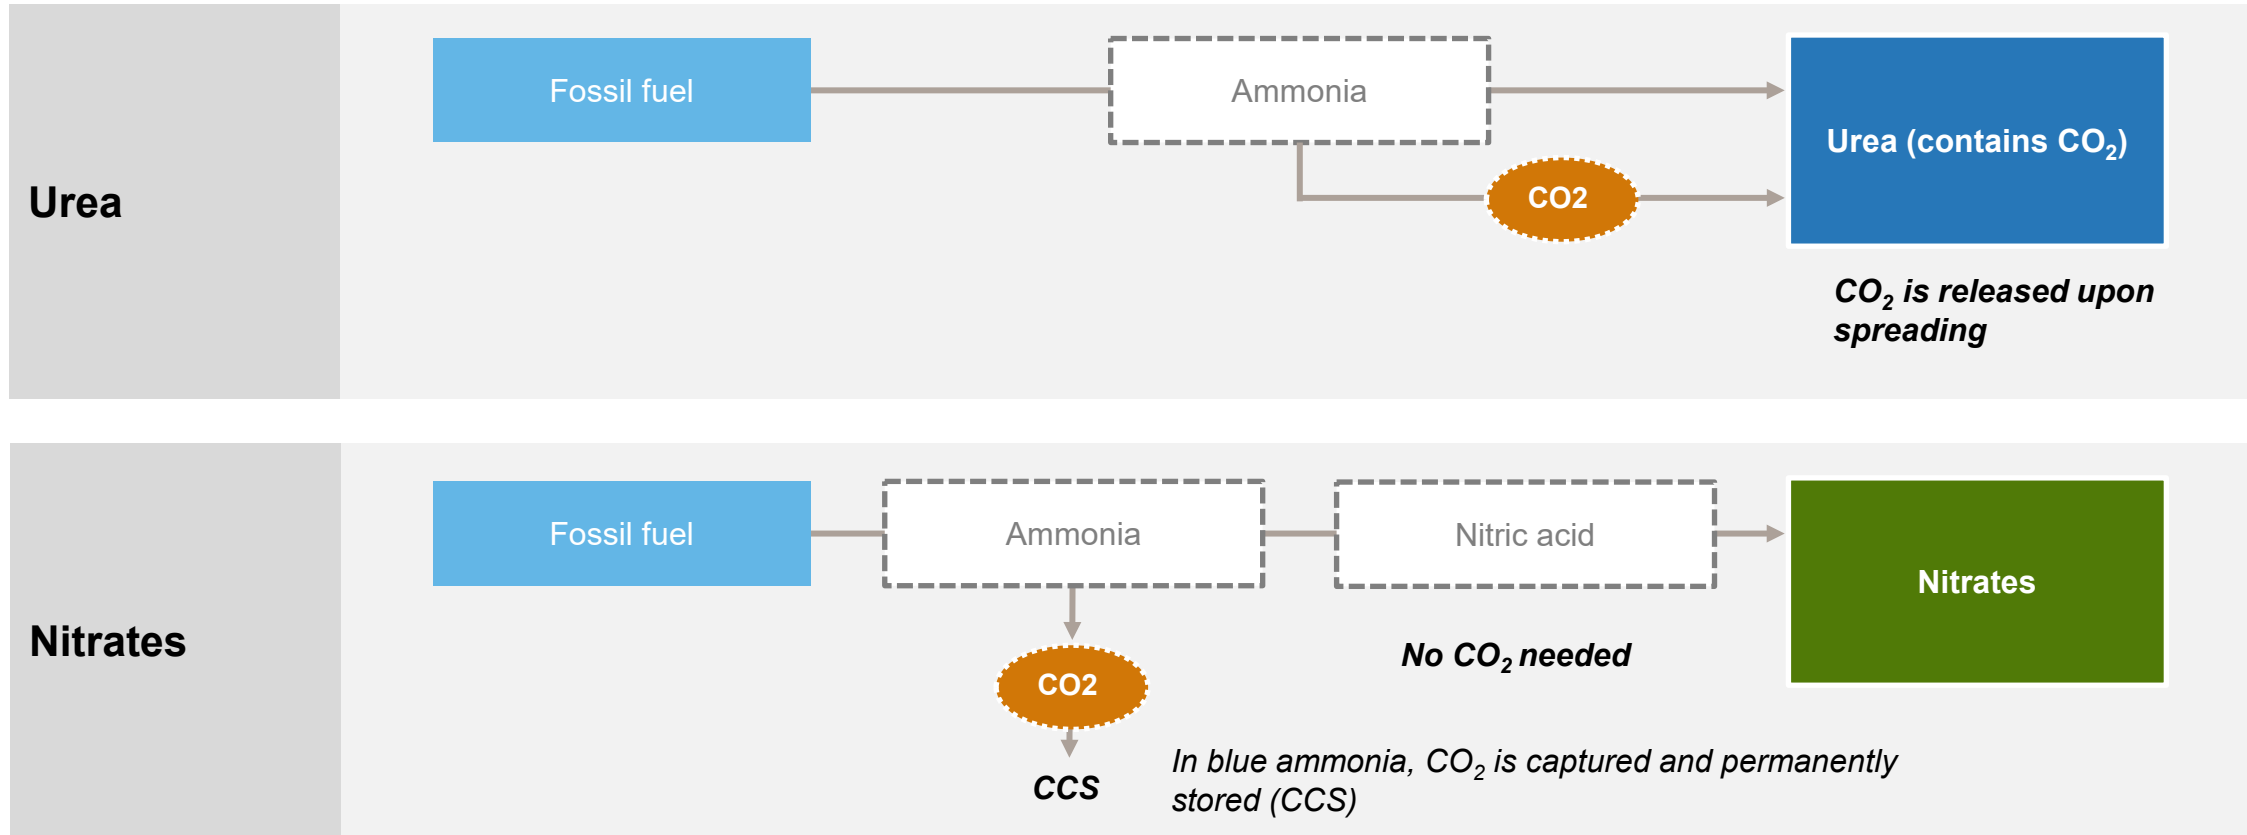 Urea
Fossil fuel
Ammonia
CO2
Urea (contains CO₂)
CO₂ is released upon
spreading
Nitrates
Fossil fuel
Ammonia
Nitric acid
Nitrates
CO2
No CO₂ needed
CCS
In blue ammonia, CO₂ is captured and permanently
stored (CCS)